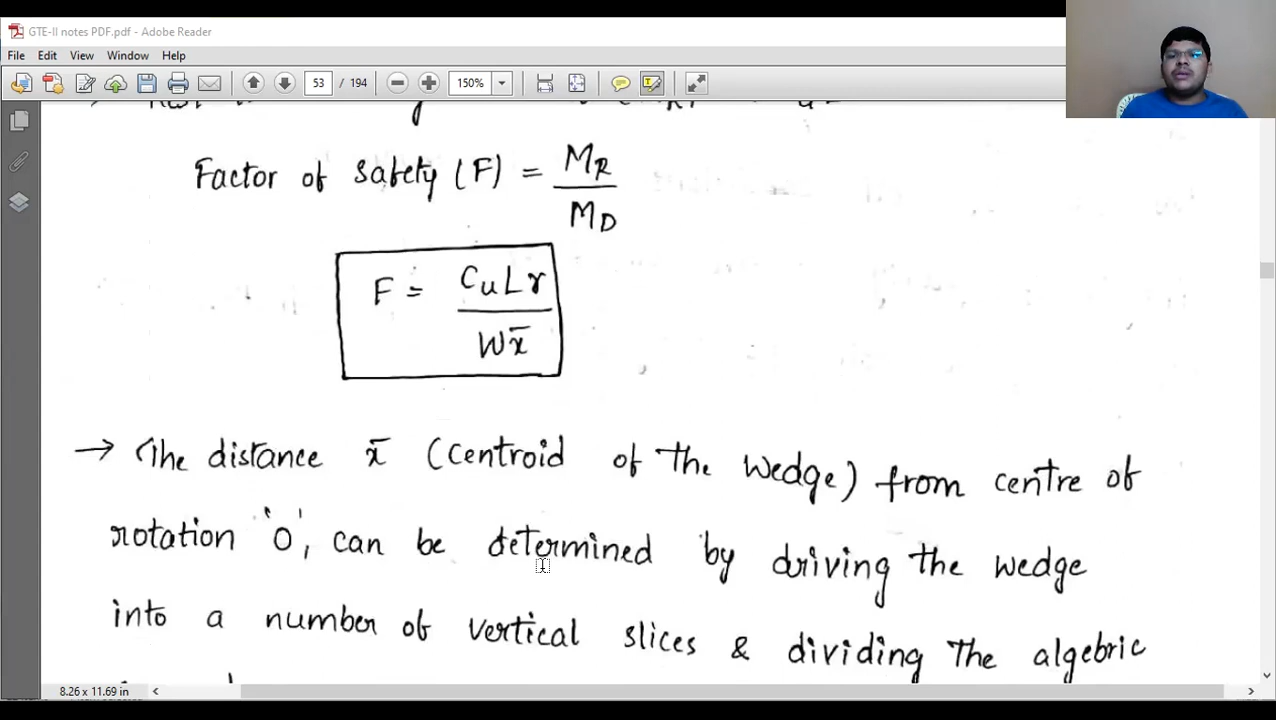 GTE-II notes PDF.pdf - Adobe Reader
File Edit View Window Help
53 / 194 150%
Factor of safety (F) = MR / MD
F = Cu L r / W x̄
→ The distance x̄ (centroid of the wedge) from centre of
rotation 'O', can be determined by driving the wedge
into a number of vertical slices & dividing the algebric
8.26 x 11.69 in